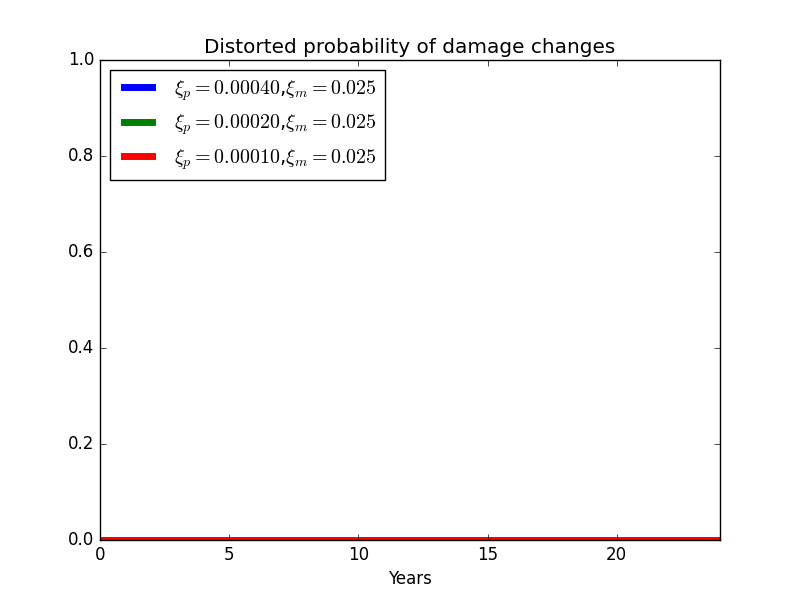 Distorted probability of damage changes
1.0
ξₚ = 0.00040,ξₘ = 0.025
ξₚ = 0.00020,ξₘ = 0.025
ξₚ = 0.00010,ξₘ = 0.025
0.8
0.6
0.4
0.2
0.0
0 5 10 15 20
Years